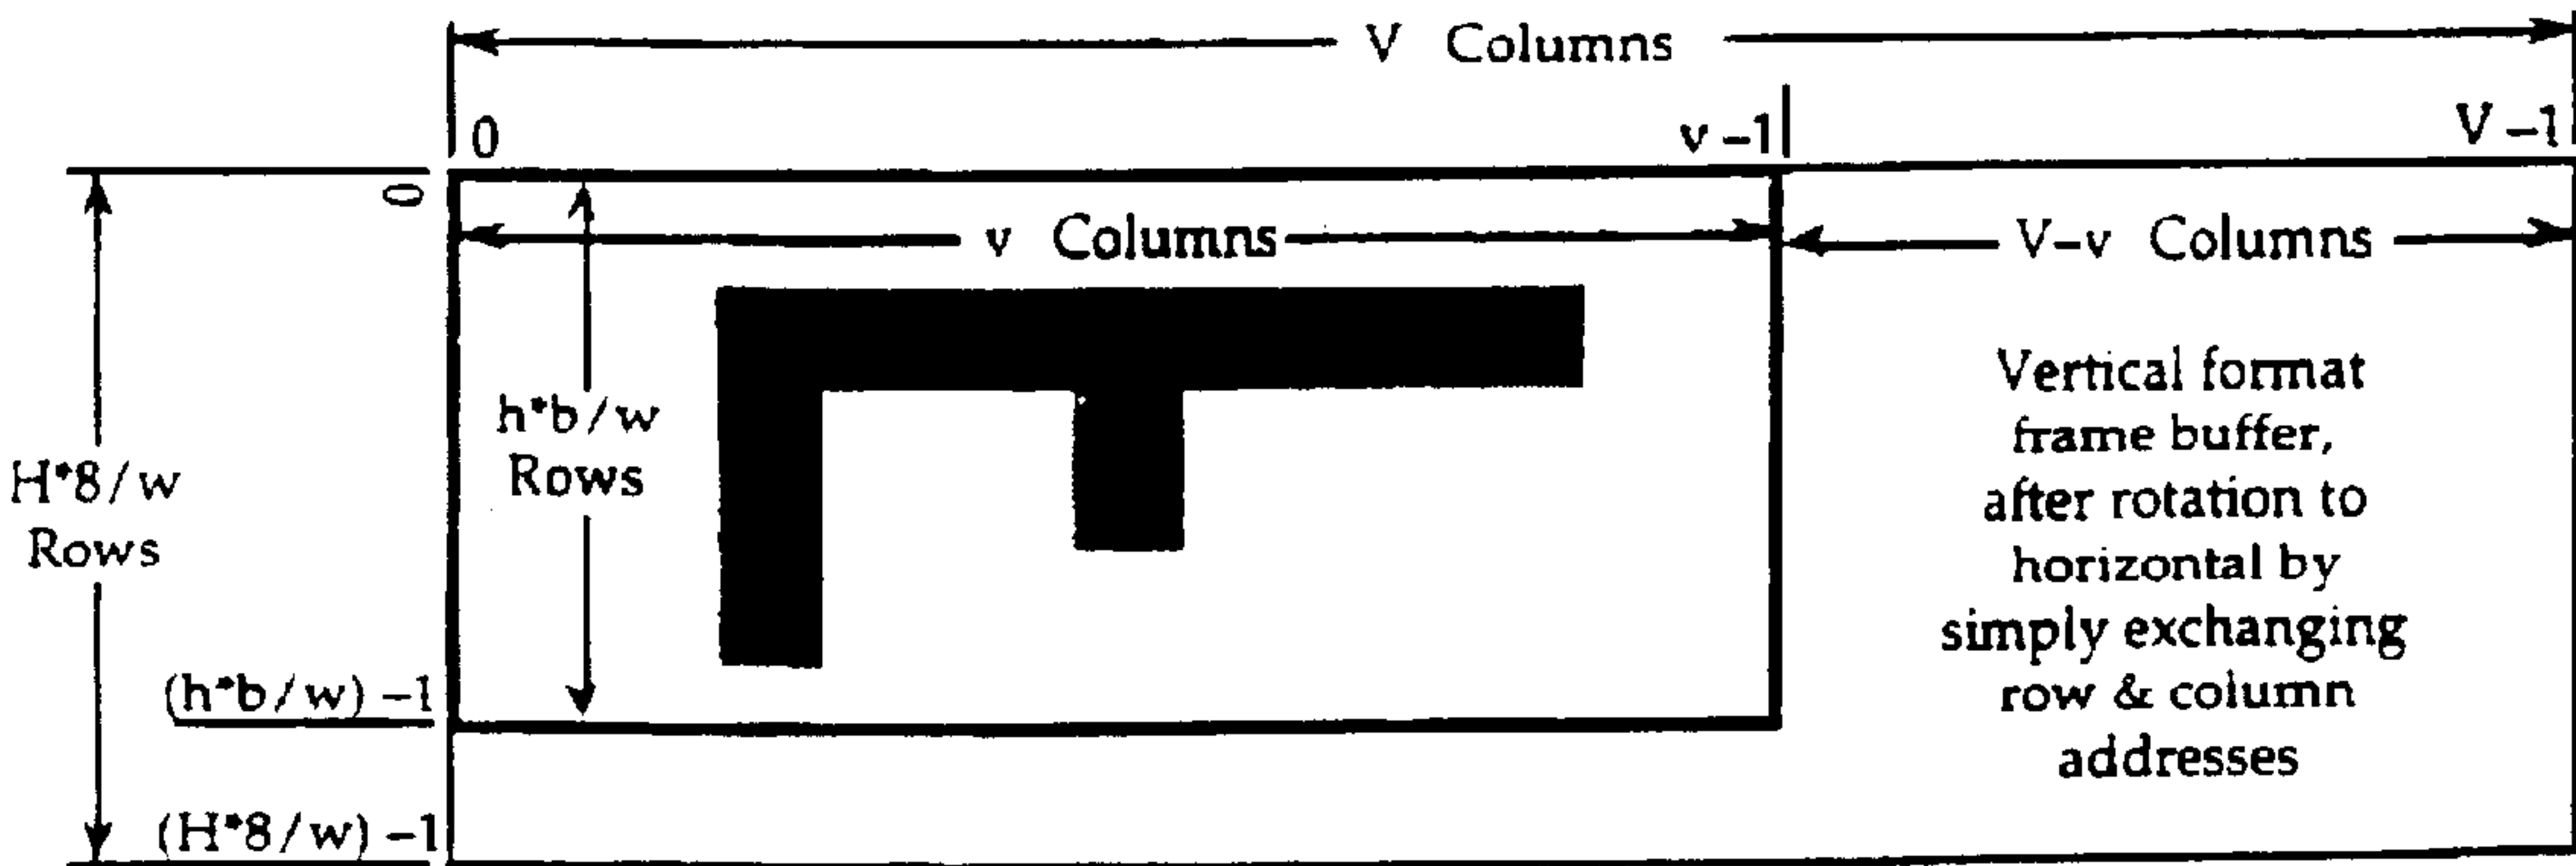 V Columns
0
v –1
V –1
0
v Columns
V–v Columns
h*b/w
Rows
H*8/w
Rows
Vertical format
frame buffer,
after rotation to
horizontal by
simply exchanging
row & column
addresses
(h*b/w) –1
(H*8/w) –1